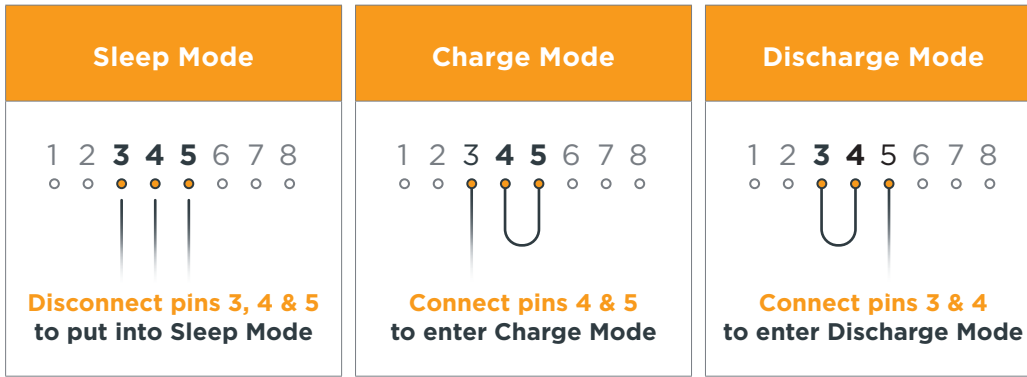 Sleep Mode
1 2 3 4 5 6 7 8
Disconnect pins 3, 4 & 5
to put into Sleep Mode
Charge Mode
1 2 3 4 5 6 7 8
Connect pins 4 & 5
to enter Charge Mode
Discharge Mode
1 2 3 4 5 6 7 8
Connect pins 3 & 4
to enter Discharge Mode